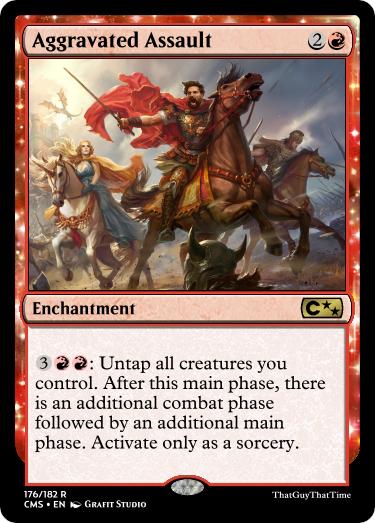 Aggravated Assault 2
Enchantment C
3 : Untap all creatures you
control. After this main phase, there
is an additional combat phase
followed by an additional main
phase. Activate only as a sorcery.
176/182 R
CMS • EN Grafit Studio
ThatGuyThatTime